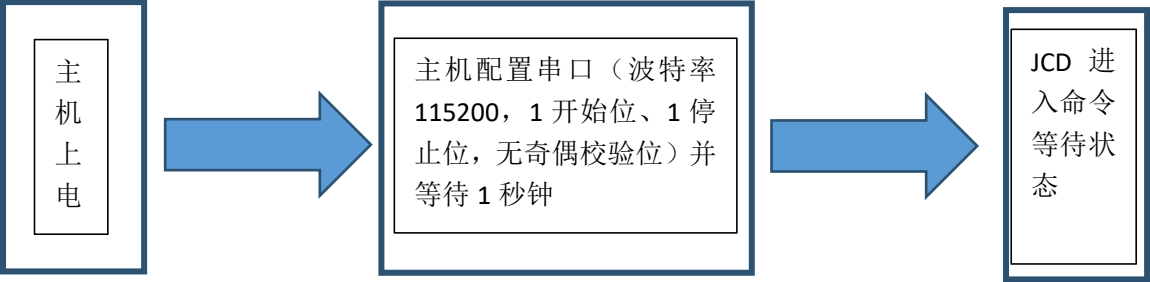 主
机
上
电
主机配置串口（波特率
115200，1 开始位、1 停
止位，无奇偶校验位）并
等待 1 秒钟
JCD 进
入命令
等待状
态